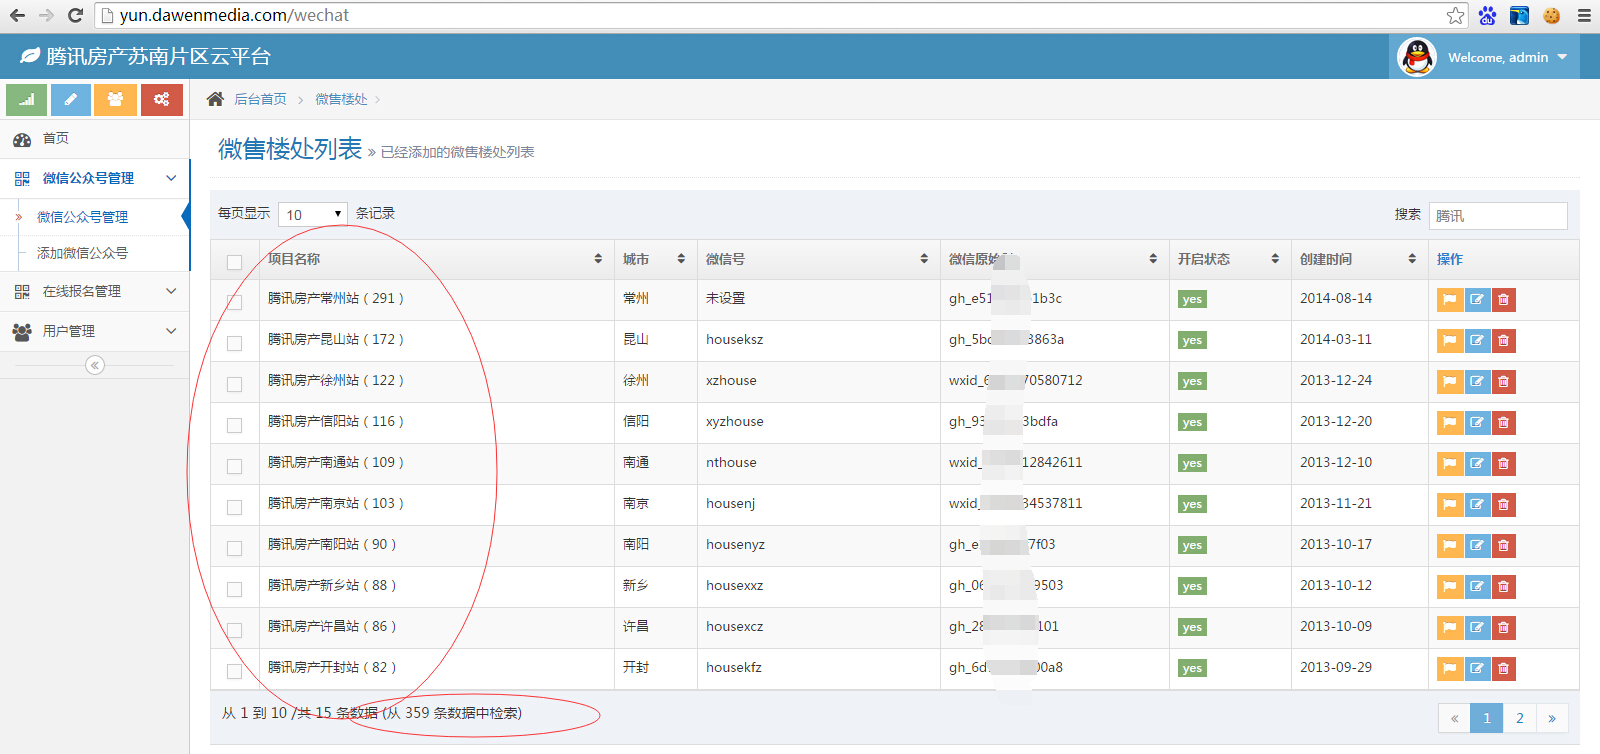 yun.dawenmedia.com/wechat
腾讯房产苏南片区云平台
Welcome, admin
后台首页 > 微售楼处 >
首页
微信公众号管理
» 微信公众号管理
添加微信公众号
在线报名管理
用户管理
«
微售楼处列表 » 已经添加的微售楼处列表
每页显示 10 条记录
搜索 腾讯
项目名称 城市 微信号 微信原始 开启状态 创建时间 操作
腾讯房产常州站（291） 常州 未设置 gh_e51 1b3c yes 2014-08-14
腾讯房产昆山站（172） 昆山 houseksz gh_5b 3863a yes 2014-03-11
腾讯房产徐州站（122） 徐州 xzhouse wxid_ 70580712 yes 2013-12-24
腾讯房产信阳站（116） 信阳 xyzhouse gh_93 3bdfa yes 2013-12-20
腾讯房产南通站（109） 南通 nthouse wxid_ 12842611 yes 2013-12-10
腾讯房产南京站（103） 南京 housenj wxid_ 34537811 yes 2013-11-21
腾讯房产南阳站（90） 南阳 housenyz gh_e 7f03 yes 2013-10-17
腾讯房产新乡站（88） 新乡 housexxz gh_06 9503 yes 2013-10-12
腾讯房产许昌站（86） 许昌 housexcz gh_28 101 yes 2013-10-09
腾讯房产开封站（82） 开封 housekfz gh_6d 00a8 yes 2013-09-29
从 1 到 10 /共 15 条数据 (从 359 条数据中检索)
« 1 2 »